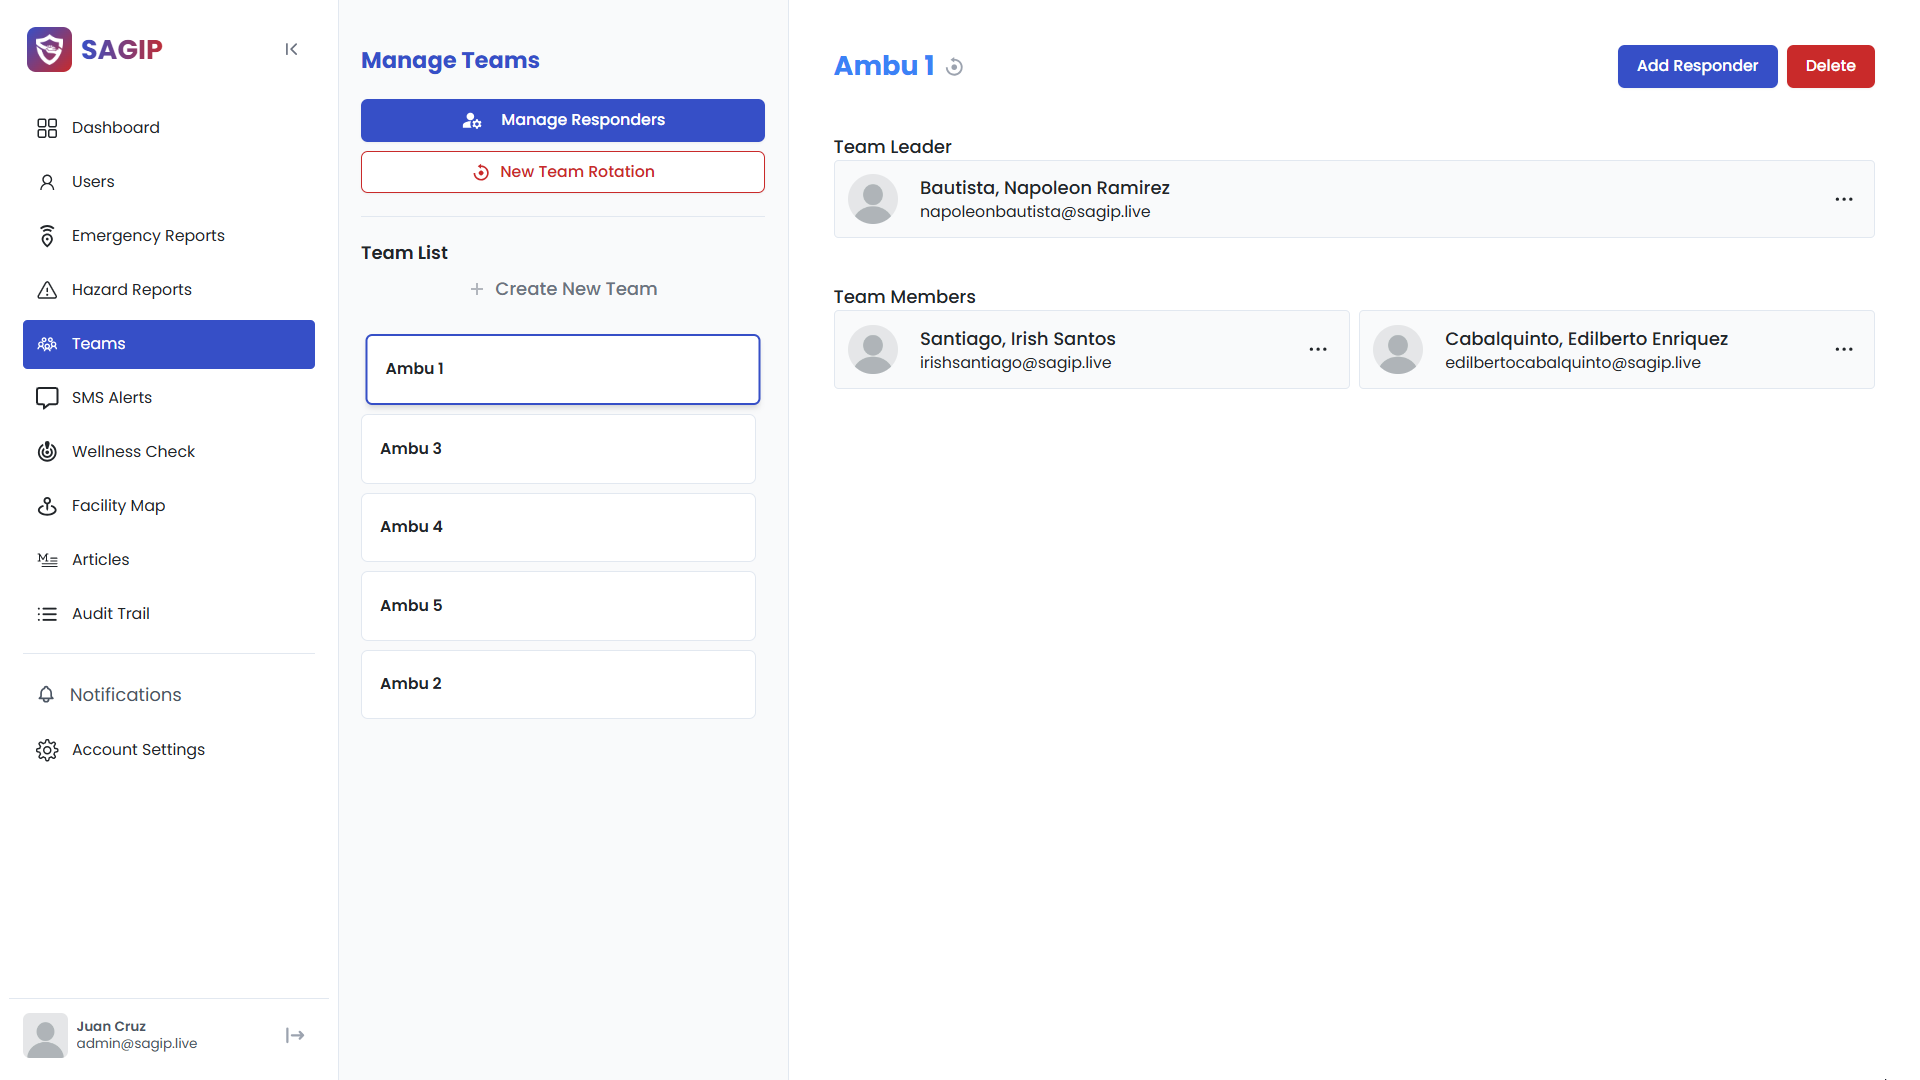 SAGIP
Dashboard
Users
Emergency Reports
Hazard Reports
Teams
SMS Alerts
Wellness Check
Facility Map
Articles
Audit Trail
Notifications
Account Settings
Juan Cruz
admin@sagip.live
Manage Teams
Manage Responders
New Team Rotation
Team List
+ Create New Team
Ambu 1
Ambu 3
Ambu 4
Ambu 5
Ambu 2
Ambu 1
Add Responder
Delete
Team Leader
Bautista, Napoleon Ramirez
napoleonbautista@sagip.live
Team Members
Santiago, Irish Santos
irishsantiago@sagip.live
Cabalquinto, Edilberto Enriquez
edilbertocabalquinto@sagip.live